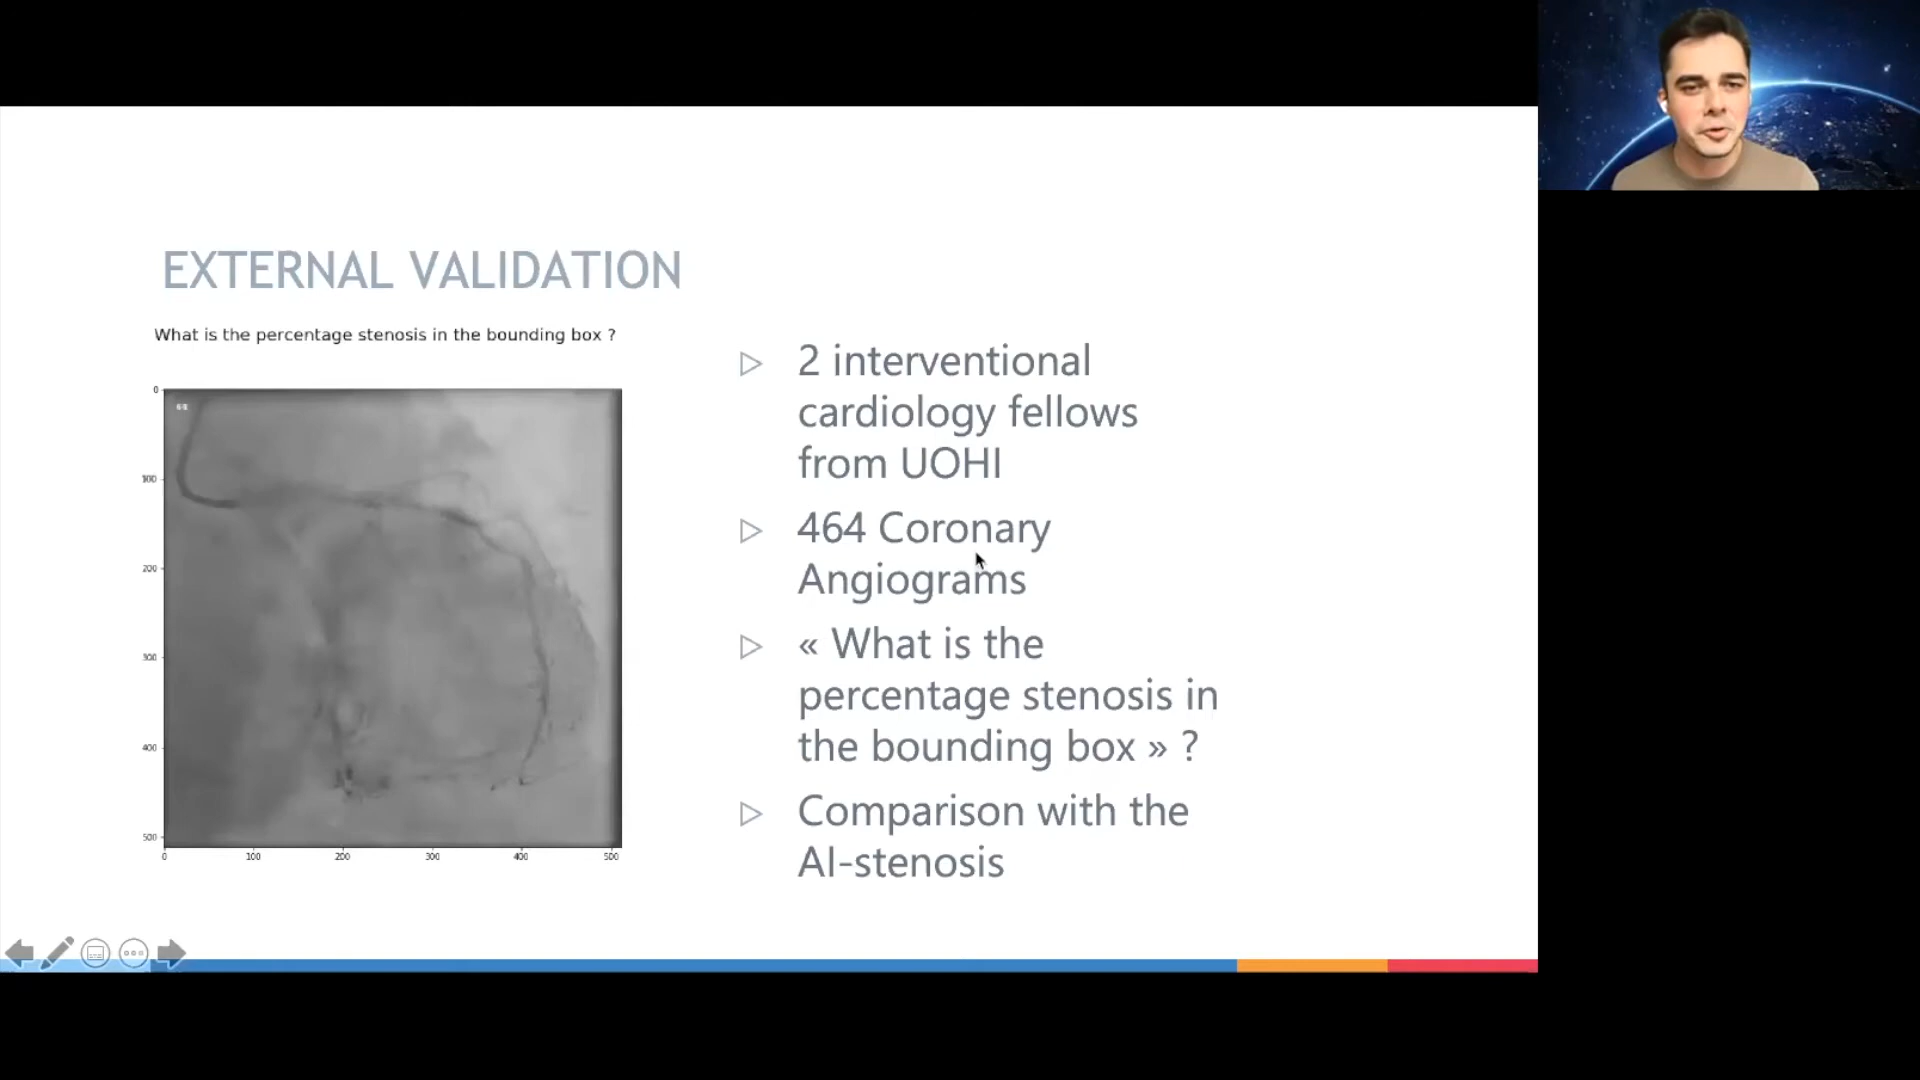 EXTERNAL VALIDATION
What is the percentage stenosis in the bounding box ?
0
100
200
300
400
500
0
100
200
300
400
500
2 interventional
cardiology fellows
from UOHI
464 Coronary
Angiograms
« What is the
percentage stenosis in
the bounding box » ?
Comparison with the
AI-stenosis